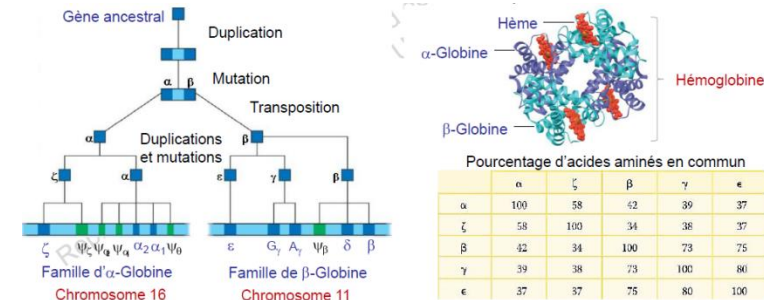 Gène ancestral
Duplication
Mutation
α β
Transposition
α
Duplications
et mutations
β
ζ
α
ε
γ
β
ζ ψζ ψα ψα α2 α1 ψθ
ε Gγ Aγ ψβ δ β
Famille d'α-Globine
Chromosome 16
Famille de β-Globine
Chromosome 11
Hème
α-Globine
β-Globine
Hémoglobine
Pourcentage d'acides aminés en commun
α ζ β γ ϵ
α 100 58 42 39 37
ζ 58 100 34 38 37
β 42 34 100 73 75
γ 39 38 73 100 80
ϵ 37 37 75 80 100